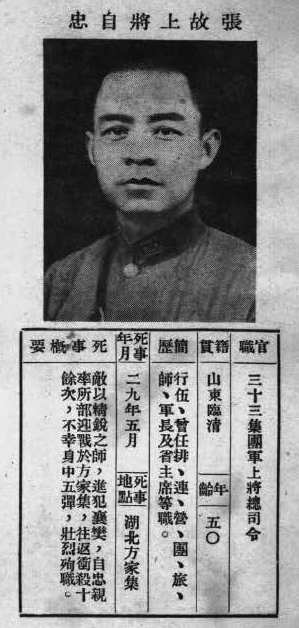 張故上將自忠
官職
三十三集團軍上將總司令
籍貫
山東臨清
年齡
五〇
簡歷
行伍、曾任排、連、營、團、旅、
師、軍長及省主席等職。
死事年月
二九年五月
死事地點
湖北方家集
死事概要
敵以精銳之師，進犯襄樊，自忠親
率所部迎戰於方家集，往返衝殺十
餘次，不幸身中五彈，壯烈殉職。